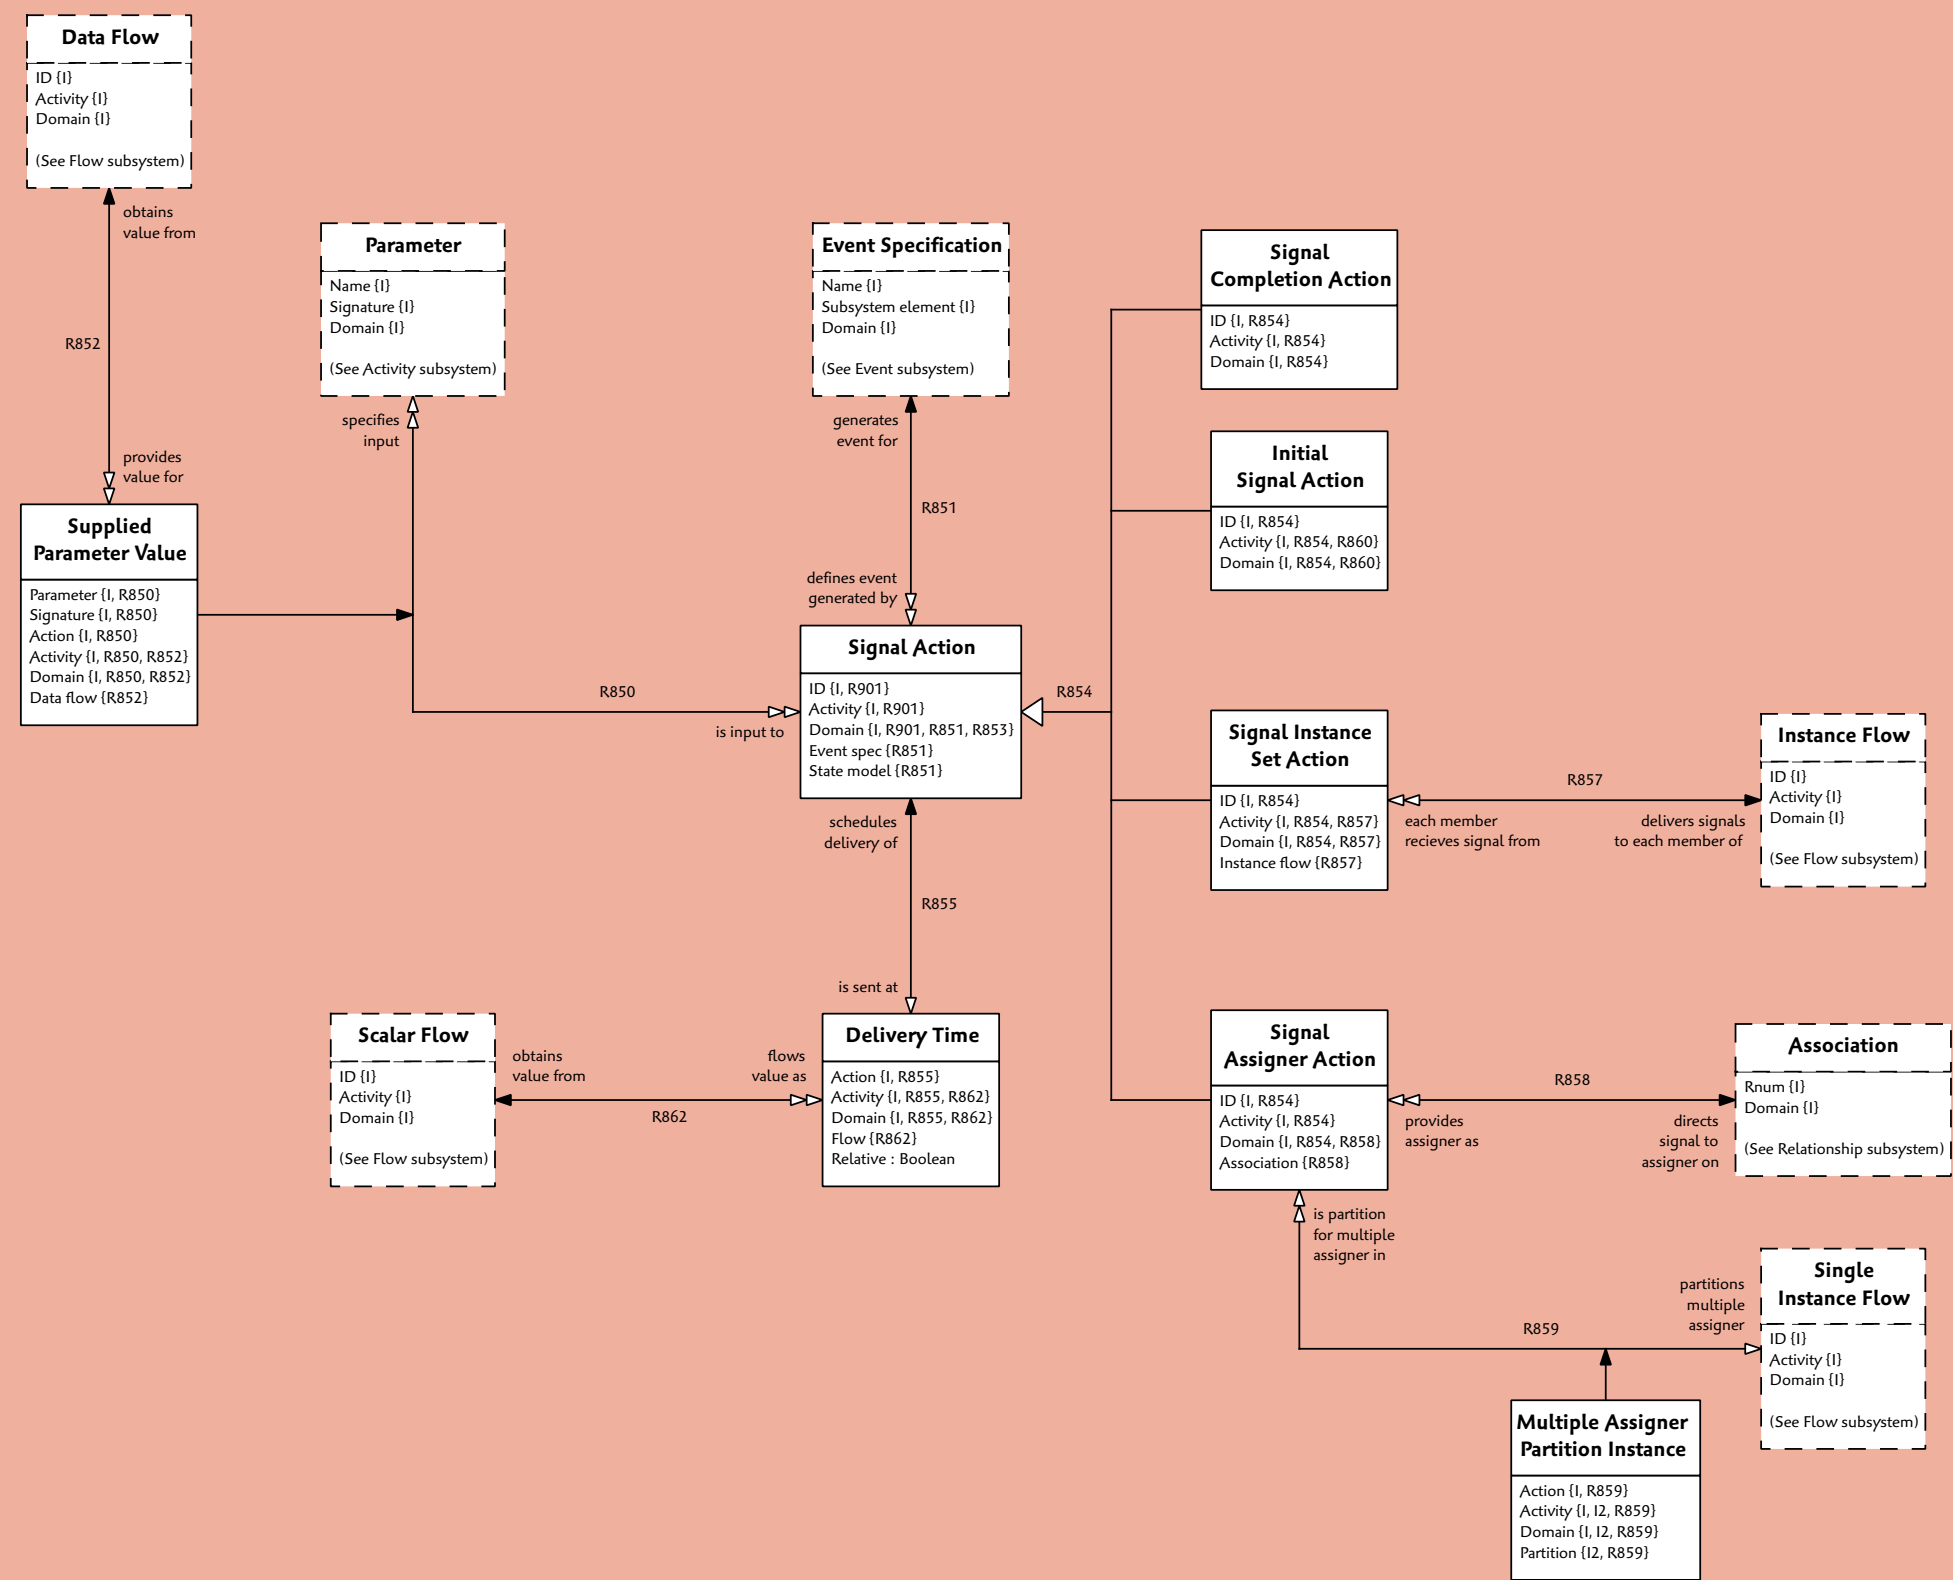 Data Flow
ID {I}
Activity {I}
Domain {I}
(See Flow subsystem)
obtains
value from
R852
provides
value for
Supplied
Parameter Value
Parameter {I, R850}
Signature {I, R850}
Action {I, R850}
Activity {I, R850, R852}
Domain {I, R850, R852}
Data flow {R852}
Parameter
Name {I}
Signature {I}
Domain {I}
(See Activity subsystem)
specifies
input
R850
is input to
Event Specification
Name {I}
Subsystem element {I}
Domain {I}
(See Event subsystem)
generates
event for
R851
defines event
generated by
Signal Action
ID {I, R901}
Activity {I, R901}
Domain {I, R901, R851, R853}
Event spec {R851}
State model {R851}
R854
schedules
delivery of
R855
is sent at
Scalar Flow
ID {I}
Activity {I}
Domain {I}
(See Flow subsystem)
obtains
value from
R862
flows
value as
Delivery Time
Action {I, R855}
Activity {I, R855, R862}
Domain {I, R855, R862}
Flow {R862}
Relative : Boolean
Signal
Completion Action
ID {I, R854}
Activity {I, R854}
Domain {I, R854}
Initial
Signal Action
ID {I, R854}
Activity {I, R854, R860}
Domain {I, R854, R860}
Signal Instance
Set Action
ID {I, R854}
Activity {I, R854, R857}
Domain {I, R854, R857}
Instance flow {R857}
R857
each member
recieves signal from
delivers signals
to each member of
Instance Flow
ID {I}
Activity {I}
Domain {I}
(See Flow subsystem)
Signal
Assigner Action
ID {I, R854}
Activity {I, R854}
Domain {I, R854, R858}
Association {R858}
R858
provides
assigner as
directs
signal to
assigner on
Association
Rnum {I}
Domain {I}
(See Relationship subsystem)
is partition
for multiple
assigner in
R859
partitions
multiple
assigner
Single
Instance Flow
ID {I}
Activity {I}
Domain {I}
(See Flow subsystem)
Multiple Assigner
Partition Instance
Action {I, R859}
Activity {I, I2, R859}
Domain {I, I2, R859}
Partition {I2, R859}